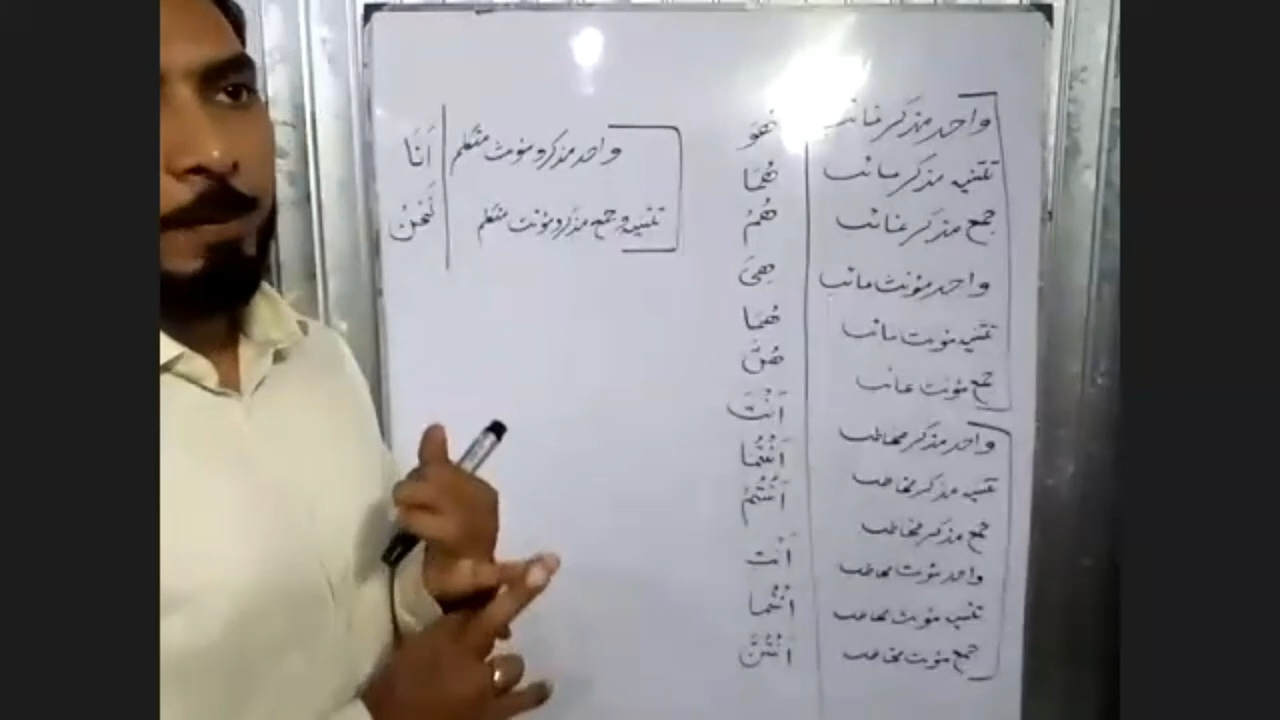 واحد مذکر غائب هُوَ
تثنیہ مذکر غائب هُمَا
جمع مذکر غائب هُمْ
واحد مؤنث غائب هِیَ
تثنیہ مؤنث غائب هُمَا
جمع مؤنث غائب هُنَّ
واحد مذکر مخاطب اَنْتَ
تثنیہ مذکر مخاطب اَنْتُمَا
جمع مذکر مخاطب اَنْتُمْ
واحد مؤنث مخاطب اَنْتِ
تثنیہ مؤنث مخاطب اَنْتُمَا
جمع مؤنث مخاطب اَنْتُنَّ
واحد مذکر و مؤنث متکلم اَنَا
تثنیہ و جمع مذکر و مؤنث متکلم نَحْنُ